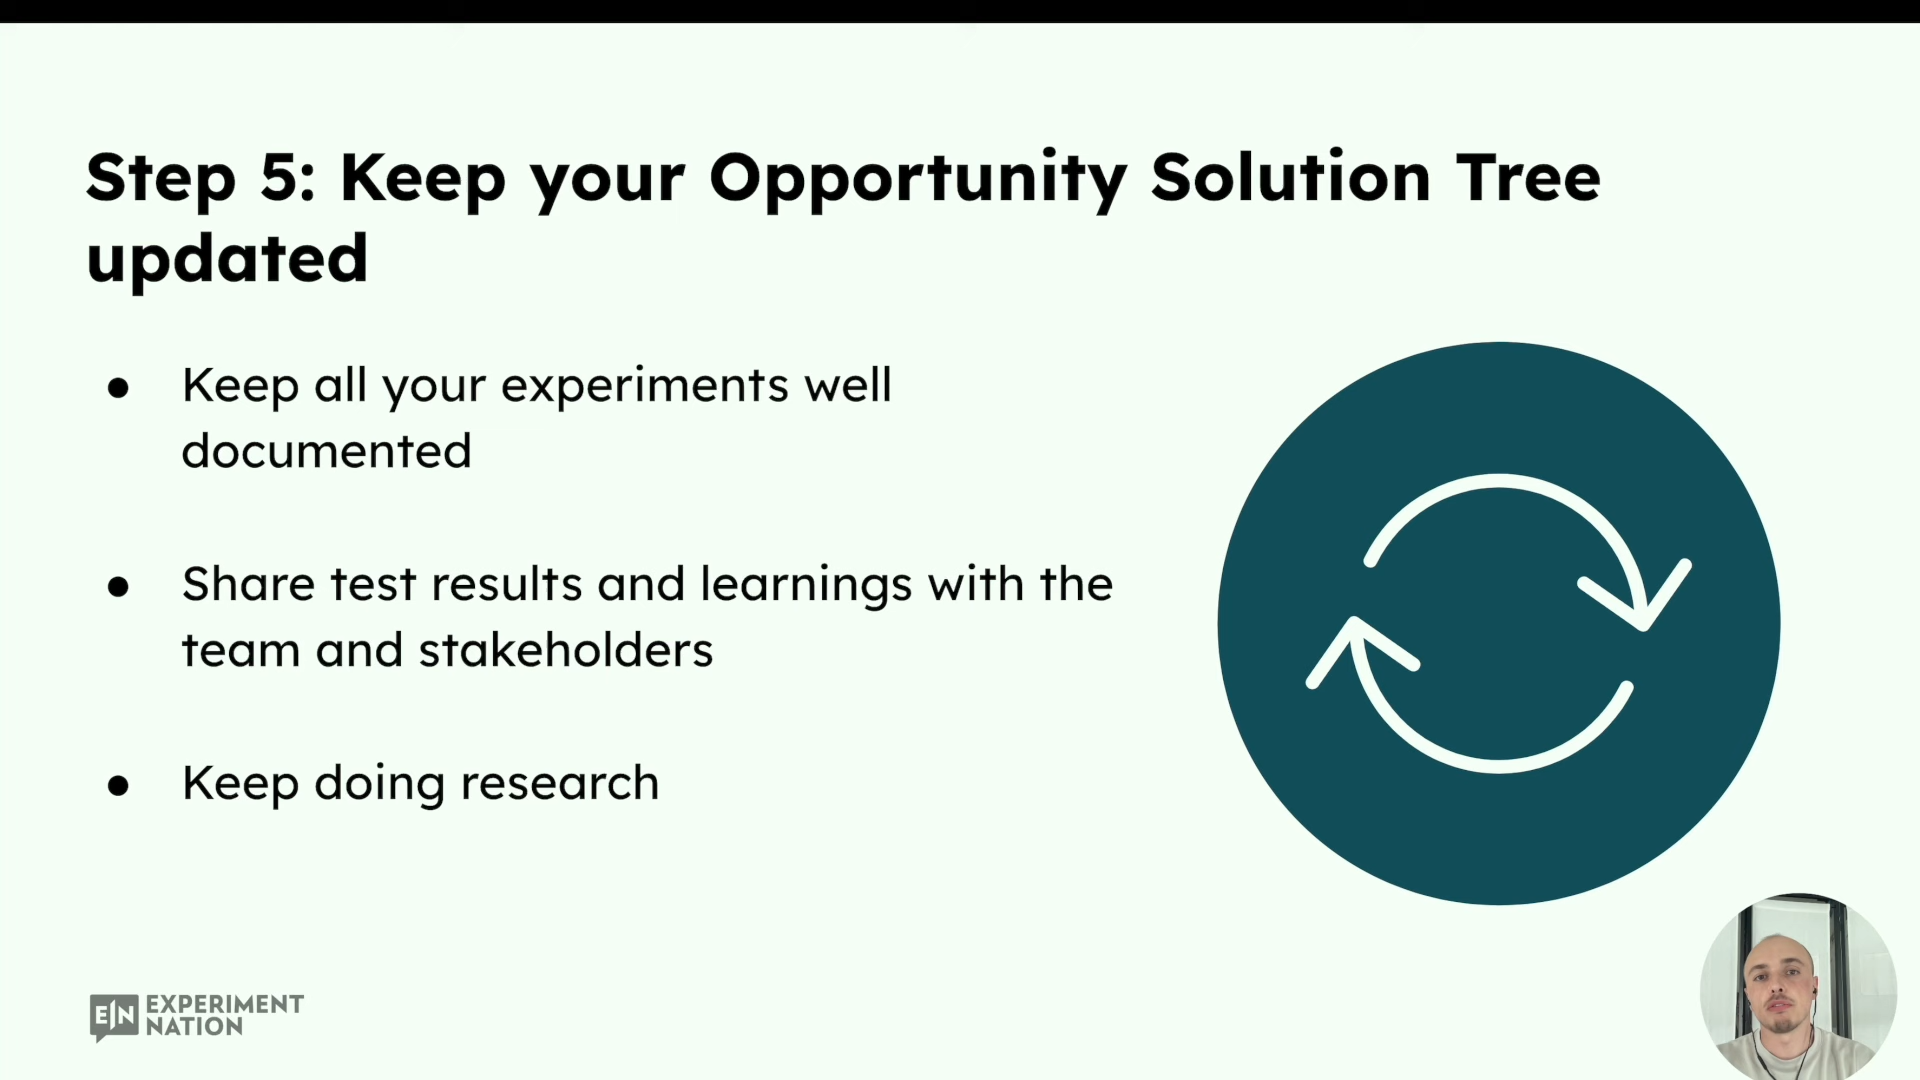 Step 5: Keep your Opportunity Solution Tree
updated
● Keep all your experiments well
documented
● Share test results and learnings with the
team and stakeholders
● Keep doing research
EN EXPERIMENT
NATION